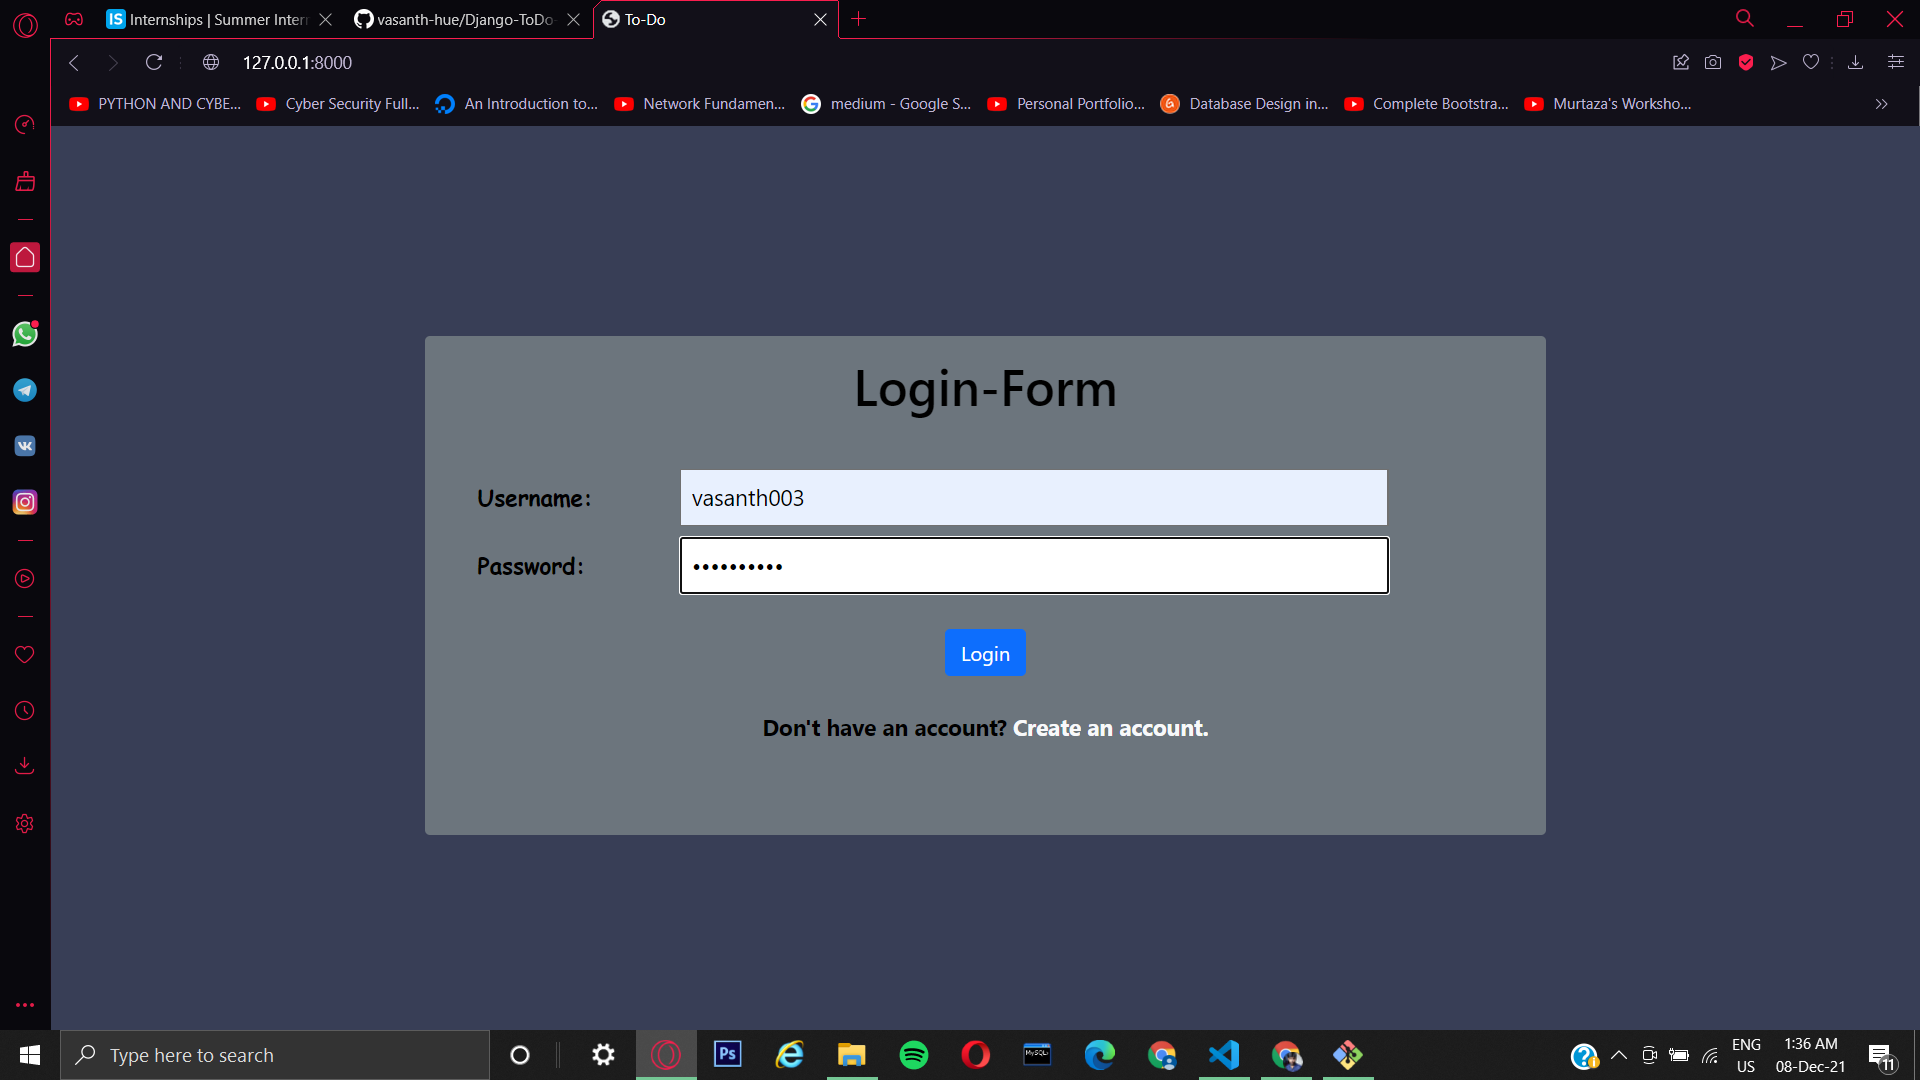 IS Internships | Summer Intern
vasanth-hue/Django-ToDo-
To-Do
127.0.0.1:8000
PYTHON AND CYBE...
Cyber Security Full...
An Introduction to...
Network Fundamen...
medium - Google S...
Personal Portfolio...
Database Design in...
Complete Bootstra...
Murtaza's Worksho...
Login-Form
Username: vasanth003
Password: ••••••••••
Login
Don't have an account? Create an account.
Type here to search
Ps
MySQL
ENG
US
1:36 AM
08-Dec-21
11